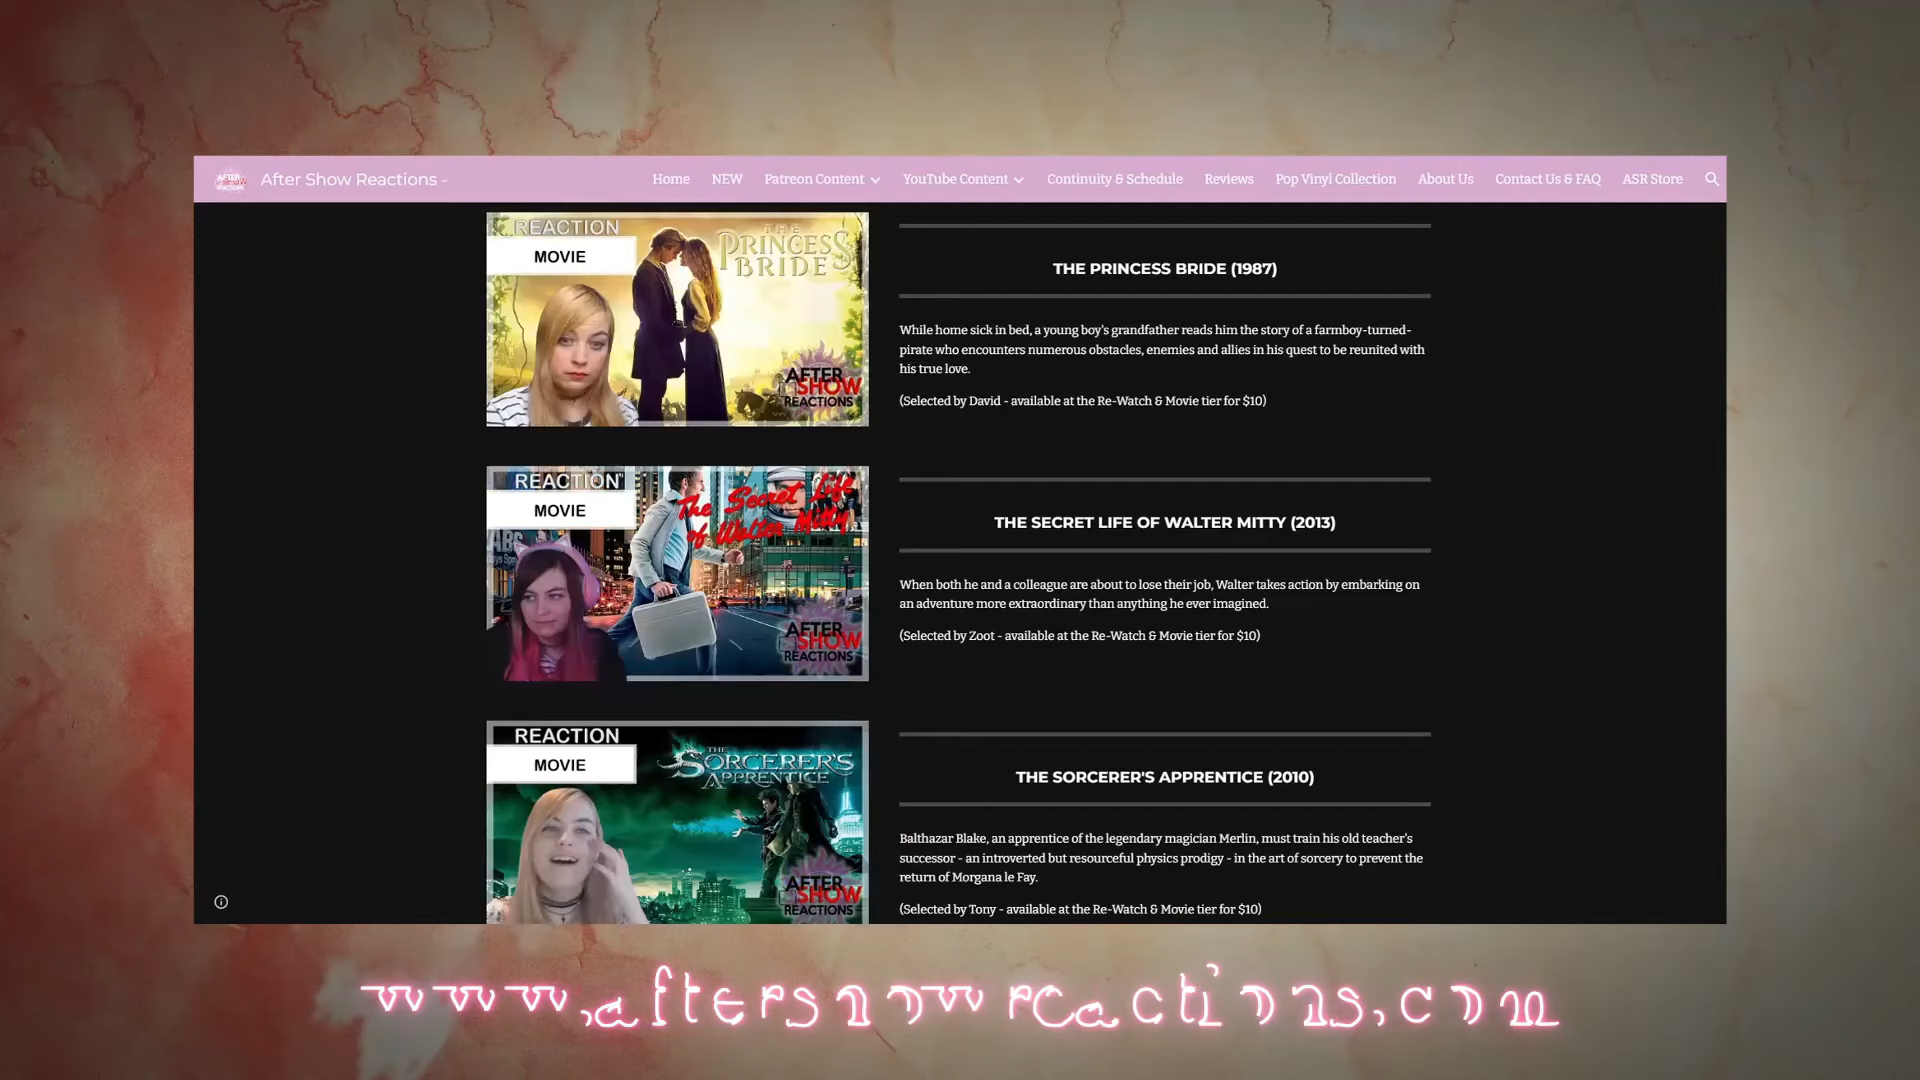 After Show Reactions -
Home NEW Patreon Content YouTube Content Continuity & Schedule Reviews Pop Vinyl Collection About Us Contact Us & FAQ ASR Store
REACTION
MOVIE
THE
PRINCESS
BRIDE
AFTER
SHOW
REACTIONS
THE PRINCESS BRIDE (1987)
While home sick in bed, a young boy's grandfather reads him the story of a farmboy-turned-
pirate who encounters numerous obstacles, enemies and allies in his quest to be reunited with
his true love.
(Selected by David - available at the Re-Watch & Movie tier for $10)
REACTION
MOVIE
The Secret Life
of Walter Mitty
AFTER
SHOW
REACTIONS
THE SECRET LIFE OF WALTER MITTY (2013)
When both he and a colleague are about to lose their job, Walter takes action by embarking on
an adventure more extraordinary than anything he ever imagined.
(Selected by Zoot - available at the Re-Watch & Movie tier for $10)
REACTION
MOVIE
THE
SORCERER'S
APPRENTICE
AFTER
SHOW
REACTIONS
THE SORCERER'S APPRENTICE (2010)
Balthazar Blake, an apprentice of the legendary magician Merlin, must train his old teacher's
successor - an introverted but resourceful physics prodigy - in the art of sorcery to prevent the
return of Morgana le Fay.
(Selected by Tony - available at the Re-Watch & Movie tier for $10)
www.aftershowreactions.com